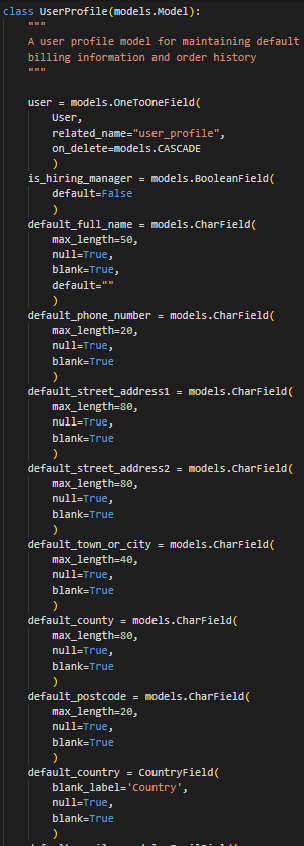 class UserProfile(models.Model):
    """
    A user profile model for maintaining default
    billing information and order history
    """

    user = models.OneToOneField(
        User,
        related_name="user_profile",
        on_delete=models.CASCADE
        )
    is_hiring_manager = models.BooleanField(
        default=False
        )
    default_full_name = models.CharField(
        max_length=50,
        null=True,
        blank=True,
        default=""
        )
    default_phone_number = models.CharField(
        max_length=20,
        null=True,
        blank=True
        )
    default_street_address1 = models.CharField(
        max_length=80,
        null=True,
        blank=True
        )
    default_street_address2 = models.CharField(
        max_length=80,
        null=True,
        blank=True
        )
    default_town_or_city = models.CharField(
        max_length=40,
        null=True,
        blank=True
        )
    default_county = models.CharField(
        max_length=80,
        null=True,
        blank=True
        )
    default_postcode = models.CharField(
        max_length=20,
        null=True,
        blank=True
        )
    default_country = CountryField(
        blank_label='Country',
        null=True,
        blank=True
        )